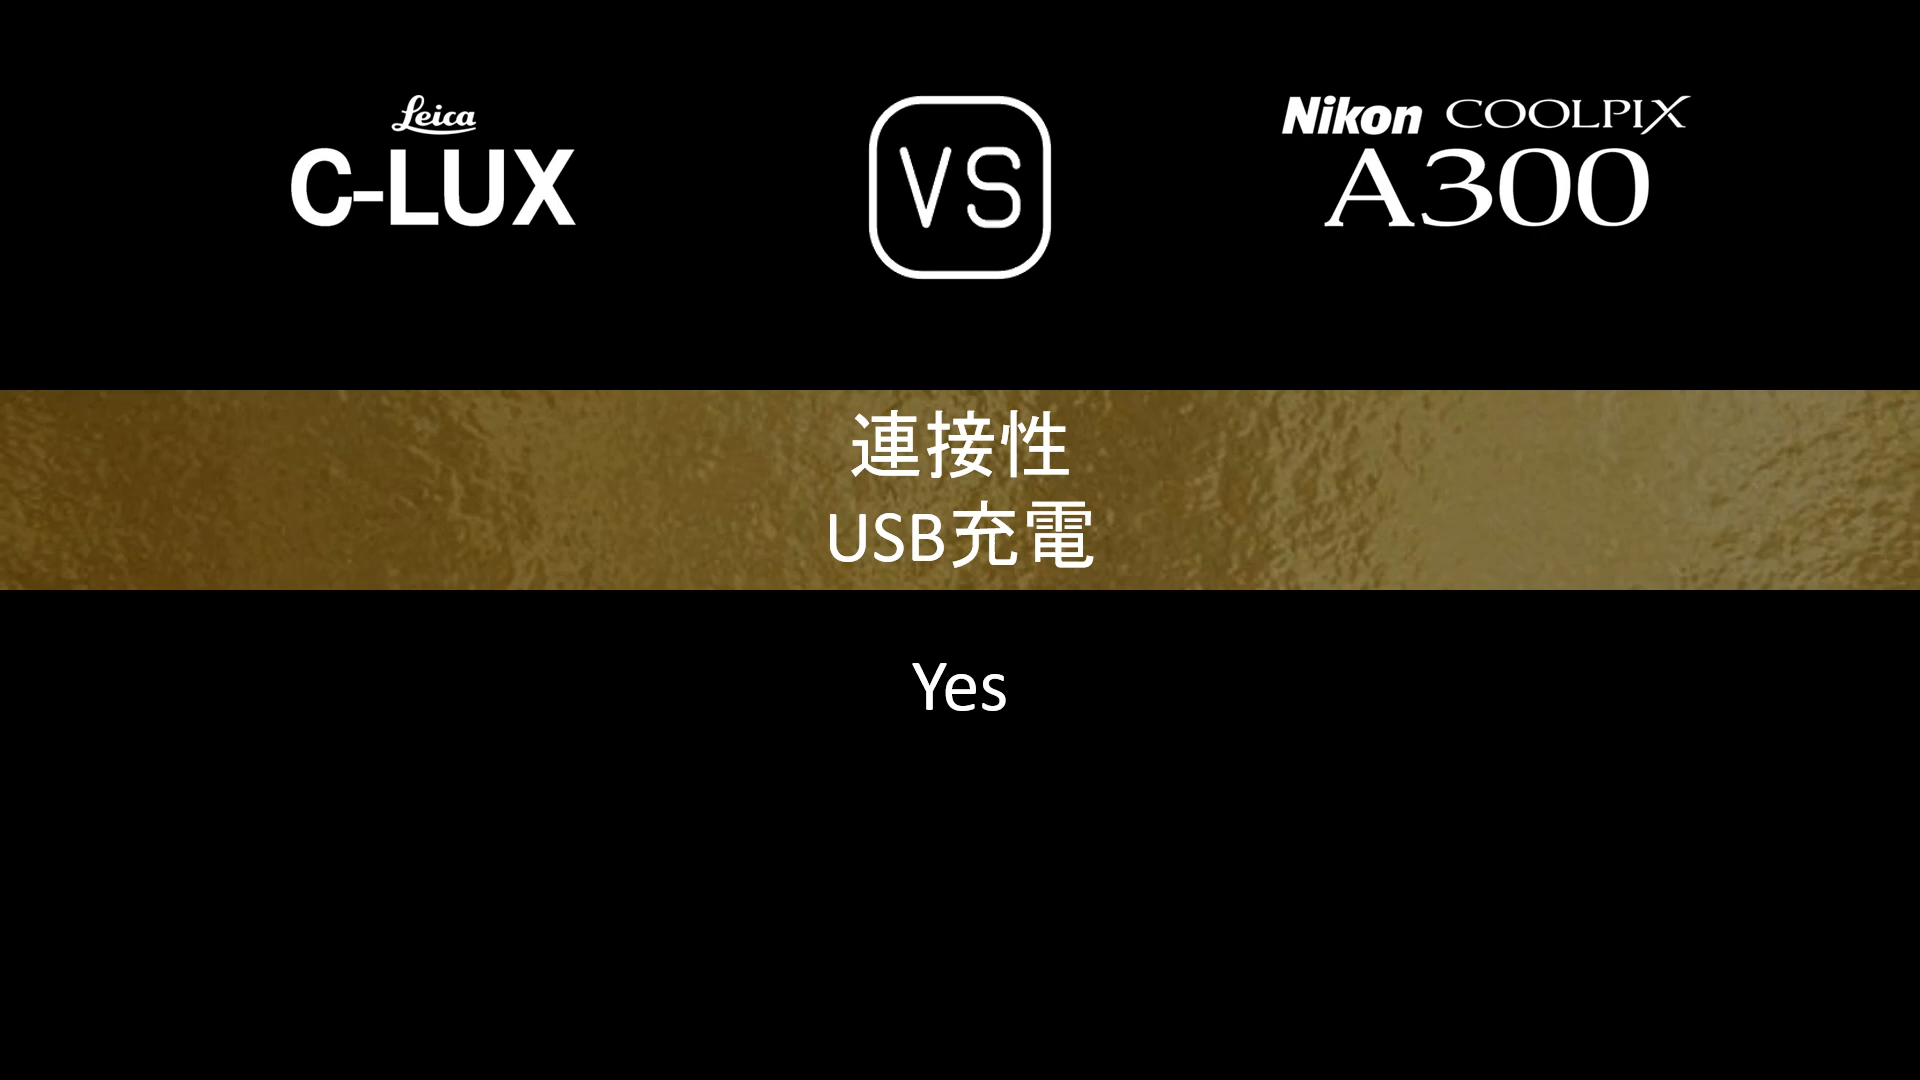 Leica
C-LUX
VS
Nikon COOLPIX
A300
連接性
USB充電
Yes